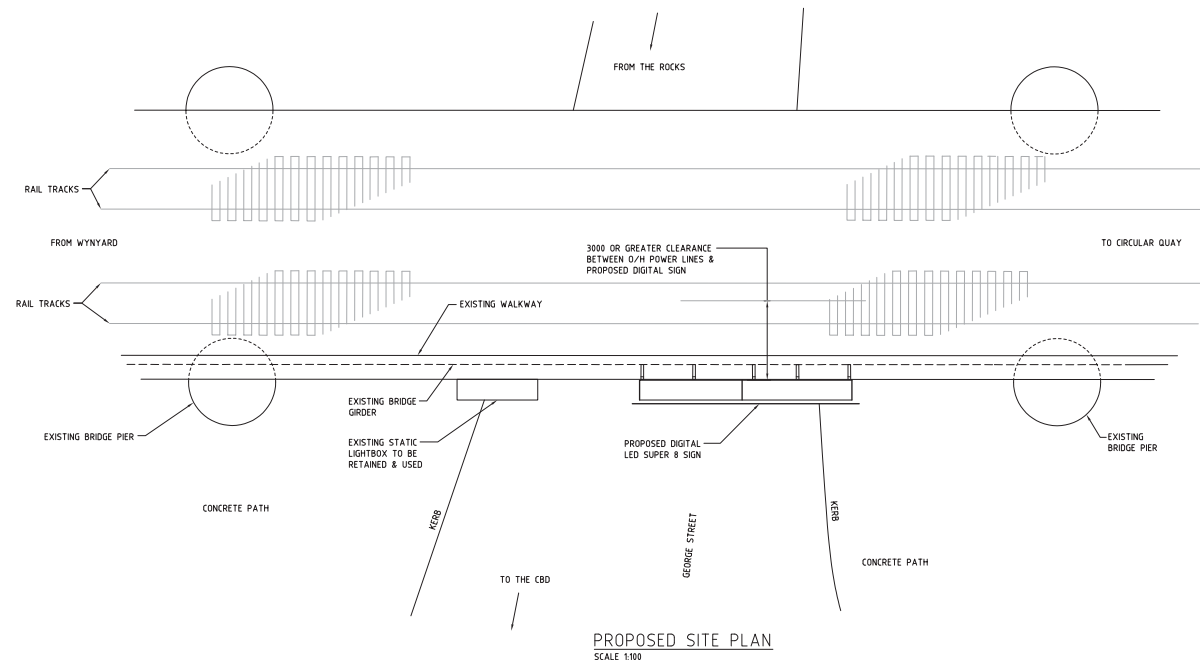 FROM THE ROCKS
RAIL TRACKS
FROM WYNYARD
TO CIRCULAR QUAY
3000 OR GREATER CLEARANCE
BETWEEN O/H POWER LINES &
PROPOSED DIGITAL SIGN
RAIL TRACKS
EXISTING WALKWAY
EXISTING BRIDGE
GIRDER
EXISTING BRIDGE PIER
EXISTING STATIC
LIGHTBOX TO BE
RETAINED & USED
PROPOSED DIGITAL
LED SUPER 8 SIGN
EXISTING
BRIDGE PIER
CONCRETE PATH
KERB
GEORGE STREET
KERB
CONCRETE PATH
TO THE CBD
PROPOSED SITE PLAN
SCALE 1:100